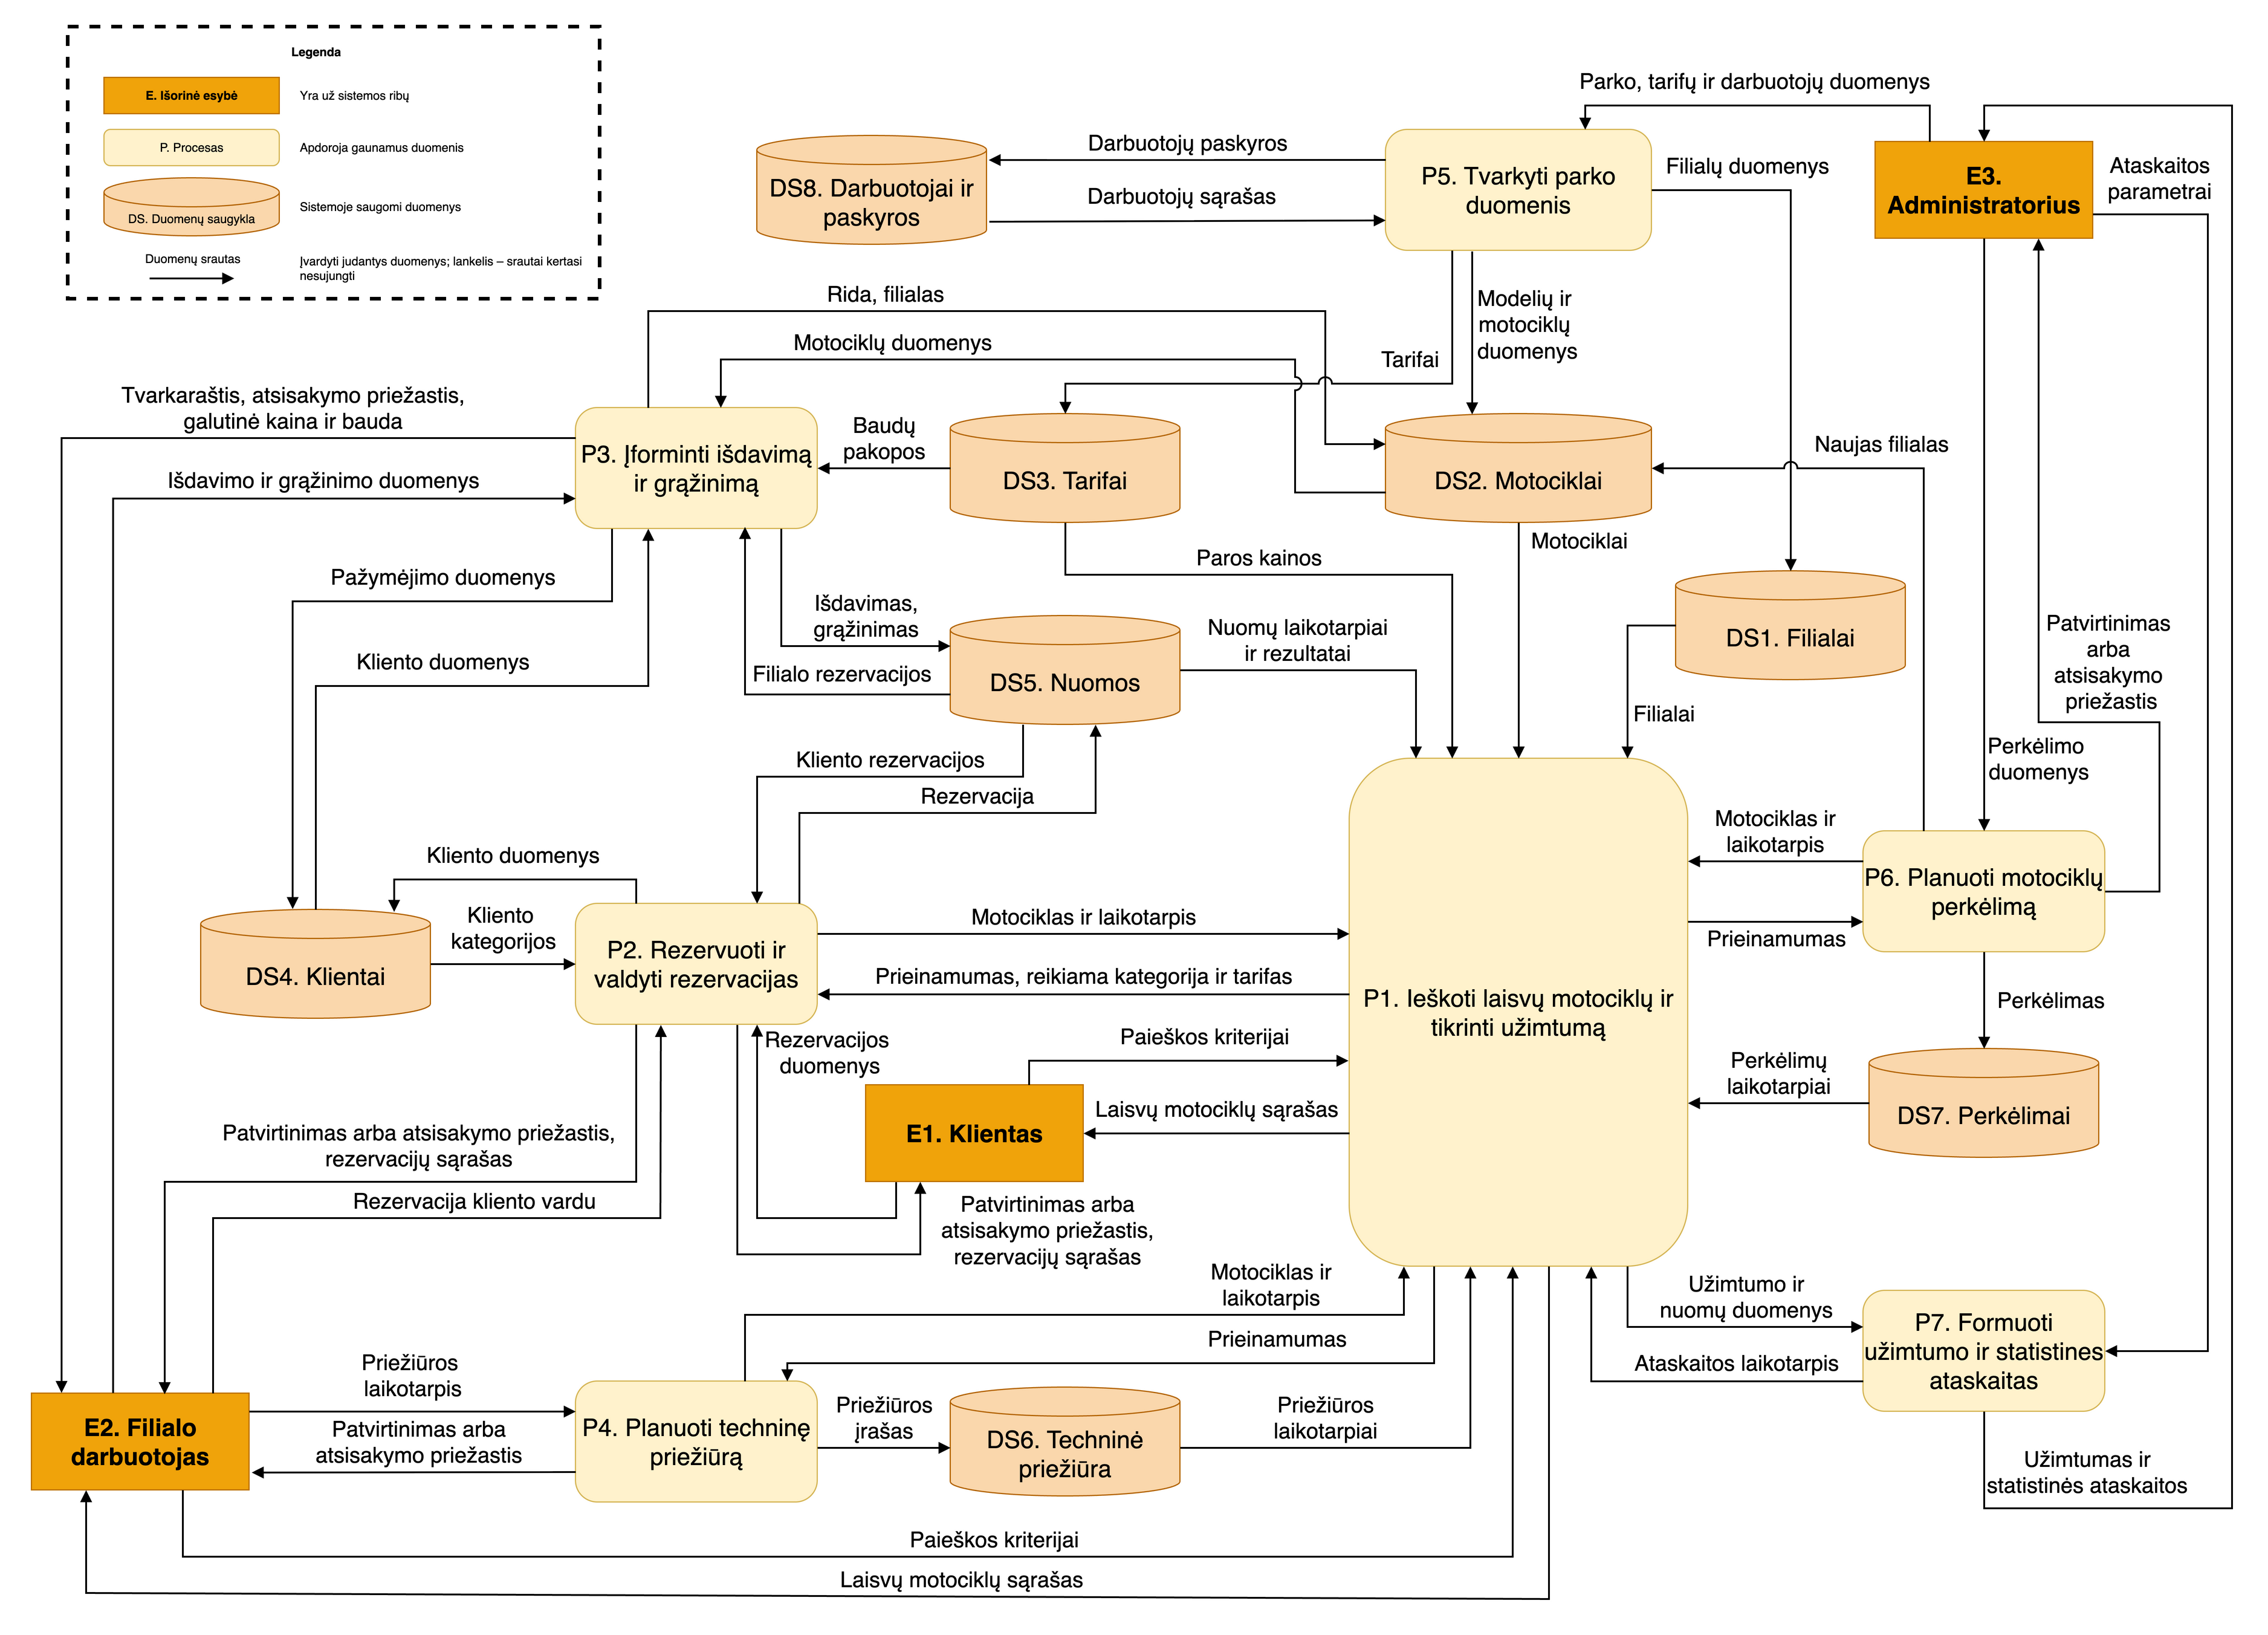 Legenda
E. Išorinė esybė
Yra už sistemos ribų
P. Procesas
Apdoroja gaunamus duomenis
DS. Duomenų saugykla
Sistemoje saugomi duomenys
Duomenų srautas
Įvardyti judantys duomenys; lankelis – srautai kertasi
nesujungti
Parko, tarifų ir darbuotojų duomenys
DS8. Darbuotojai ir
paskyros
Darbuotojų paskyros
Darbuotojų sąrašas
P5. Tvarkyti parko
duomenis
Filialų duomenys
E3.
Administratorius
Ataskaitos
parametrai
Rida, filialas
Motociklų duomenys
Tarifai
Modelių ir
motociklų
duomenys
Tvarkaraštis, atsisakymo priežastis,
galutinė kaina ir bauda
Išdavimo ir grąžinimo duomenys
P3. Įforminti išdavimą
ir grąžinimą
Baudų
pakopos
DS3. Tarifai
DS2. Motociklai
Naujas filialas
Pažymėjimo duomenys
Kliento duomenys
Išdavimas,
grąžinimas
Filialo rezervacijos
Paros kainos
Motociklai
DS5. Nuomos
Nuomų laikotarpiai
ir rezultatai
DS1. Filialai
Filialai
Patvirtinimas
arba
atsisakymo
priežastis
Perkėlimo
duomenys
Kliento rezervacijos
Rezervacija
Kliento duomenys
Kliento
kategorijos
DS4. Klientai
P2. Rezervuoti ir
valdyti rezervacijas
Motociklas ir laikotarpis
Prieinamumas, reikiama kategorija ir tarifas
P1. Ieškoti laisvų motociklų ir
tikrinti užimtumą
Motociklas ir
laikotarpis
Prieinamumas
P6. Planuoti motociklų
perkėlimą
Perkėlimas
Perkėlimų
laikotarpiai
DS7. Perkėlimai
Rezervacijos
duomenys
Paieškos kriterijai
Laisvų motociklų sąrašas
E1. Klientas
Patvirtinimas arba atsisakymo priežastis,
rezervacijų sąrašas
Rezervacija kliento vardu
Patvirtinimas arba
atsisakymo priežastis,
rezervacijų sąrašas
Motociklas ir
laikotarpis
Prieinamumas
Užimtumo ir
nuomų duomenys
Ataskaitos laikotarpis
P7. Formuoti
užimtumo ir statistines
ataskaitas
E2. Filialo
darbuotojas
Priežiūros
laikotarpis
Patvirtinimas arba
atsisakymo priežastis
P4. Planuoti techninę
priežiūrą
Priežiūros
įrašas
DS6. Techninė
priežiūra
Priežiūros
laikotarpiai
Užimtumas ir
statistinės ataskaitos
Paieškos kriterijai
Laisvų motociklų sąrašas